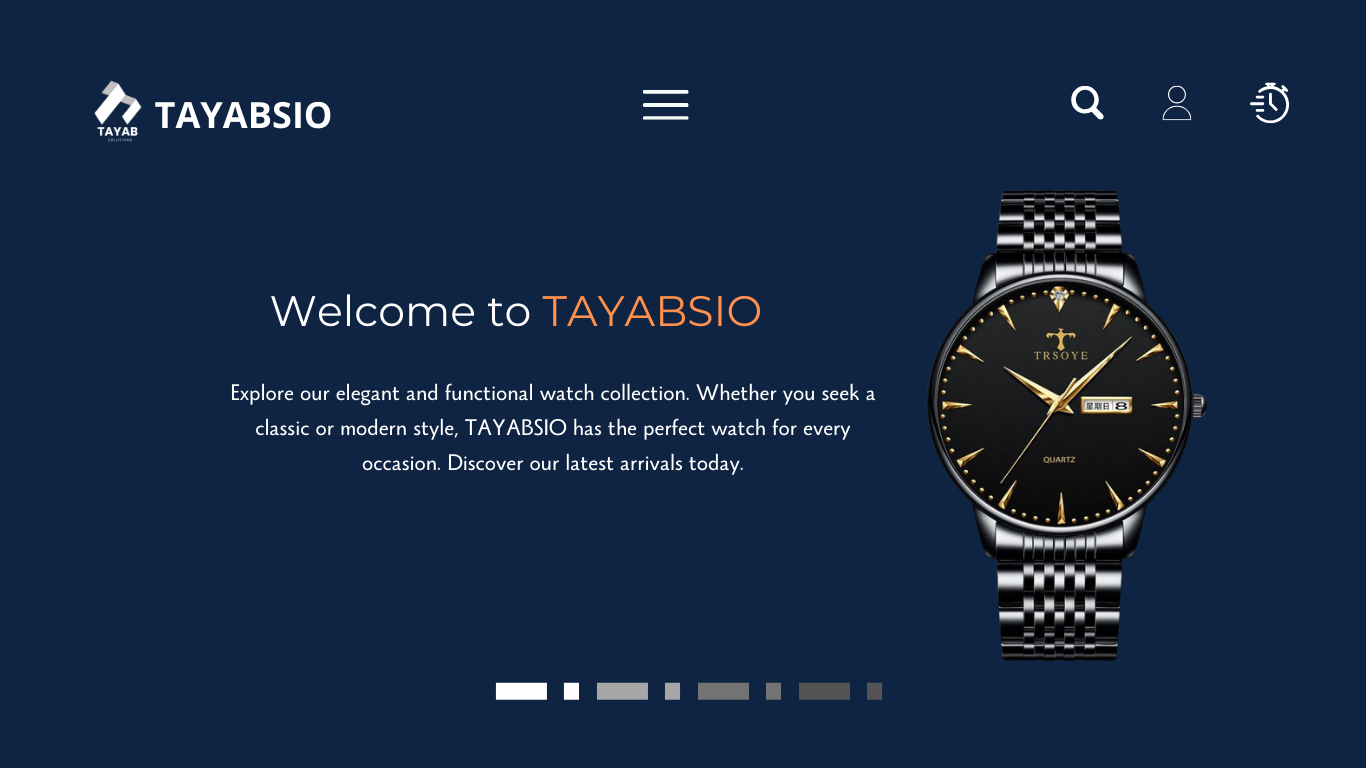 TAYABSIO
TAYAB
SOLUTIONS
Welcome to TAYABSIO
Explore our elegant and functional watch collection. Whether you seek a
classic or modern style, TAYABSIO has the perfect watch for every
occasion. Discover our latest arrivals today.
TRSOYE
星期日 8
QUARTZ